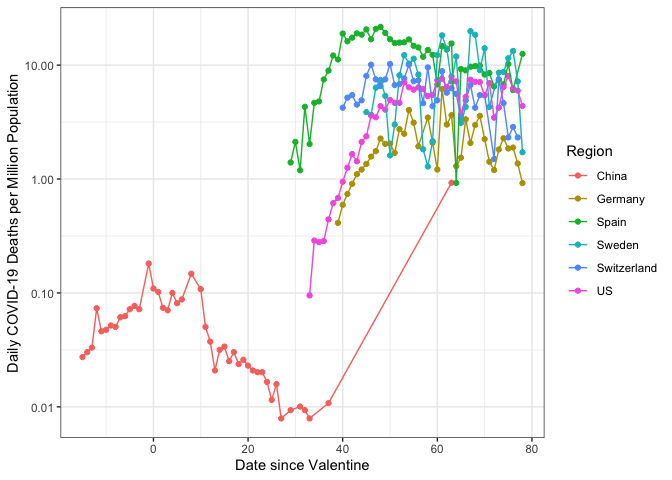 Daily COVID-19 Deaths per Million Population
10.00
1.00
0.10
0.01
0
20
40
60
80
Date since Valentine
Region
China
Germany
Spain
Sweden
Switzerland
US